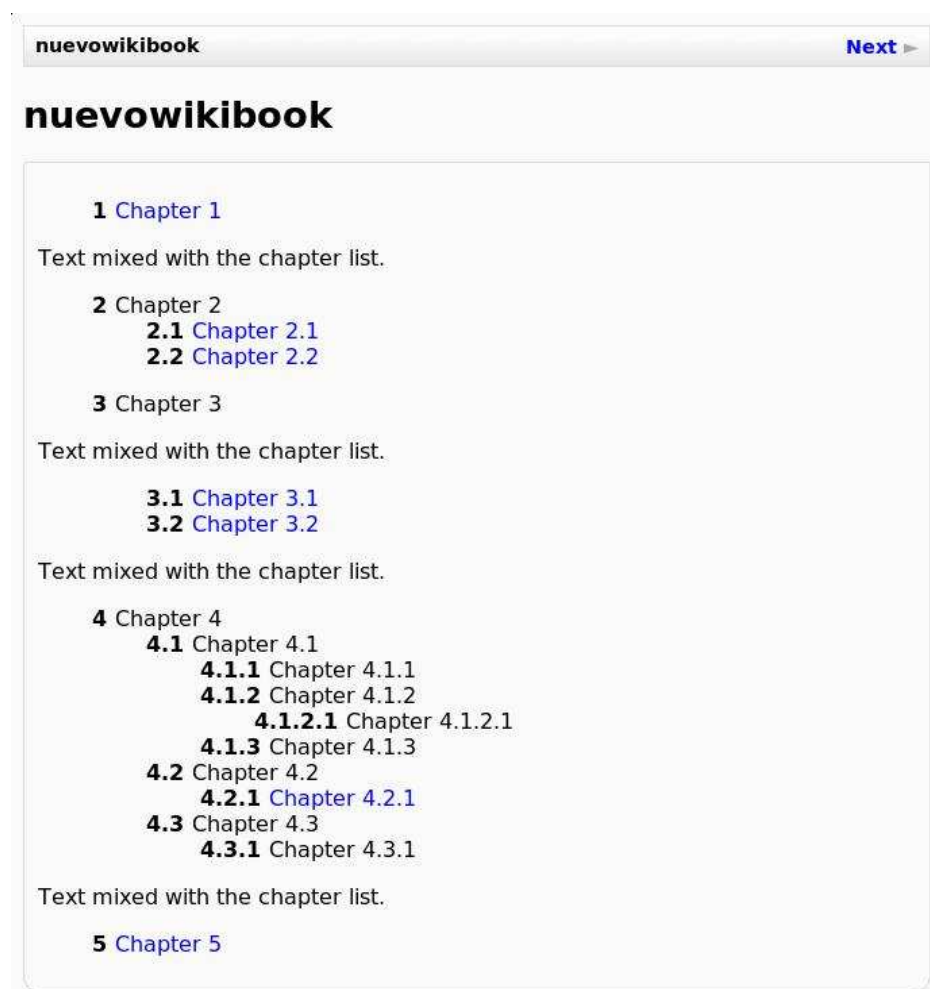 nuevowikibook
Next ►
nuevowikibook
1 Chapter 1
Text mixed with the chapter list.
2 Chapter 2
2.1 Chapter 2.1
2.2 Chapter 2.2
3 Chapter 3
Text mixed with the chapter list.
3.1 Chapter 3.1
3.2 Chapter 3.2
Text mixed with the chapter list.
4 Chapter 4
4.1 Chapter 4.1
4.1.1 Chapter 4.1.1
4.1.2 Chapter 4.1.2
4.1.2.1 Chapter 4.1.2.1
4.1.3 Chapter 4.1.3
4.2 Chapter 4.2
4.2.1 Chapter 4.2.1
4.3 Chapter 4.3
4.3.1 Chapter 4.3.1
Text mixed with the chapter list.
5 Chapter 5